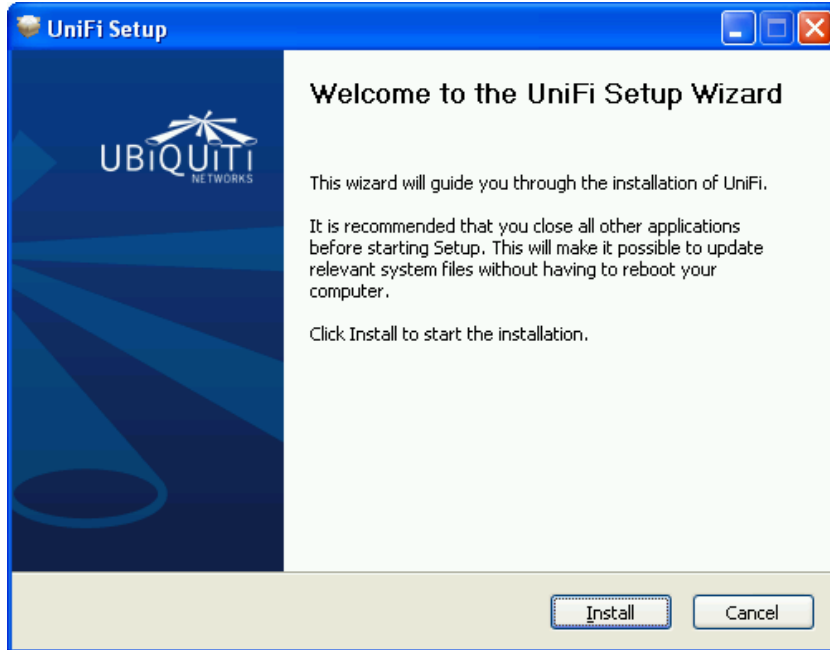 UniFi Setup
UBiQUiTi
NETWORKS
Welcome to the UniFi Setup Wizard
This wizard will guide you through the installation of UniFi.
It is recommended that you close all other applications
before starting Setup. This will make it possible to update
relevant system files without having to reboot your
computer.
Click Install to start the installation.
Install
Cancel